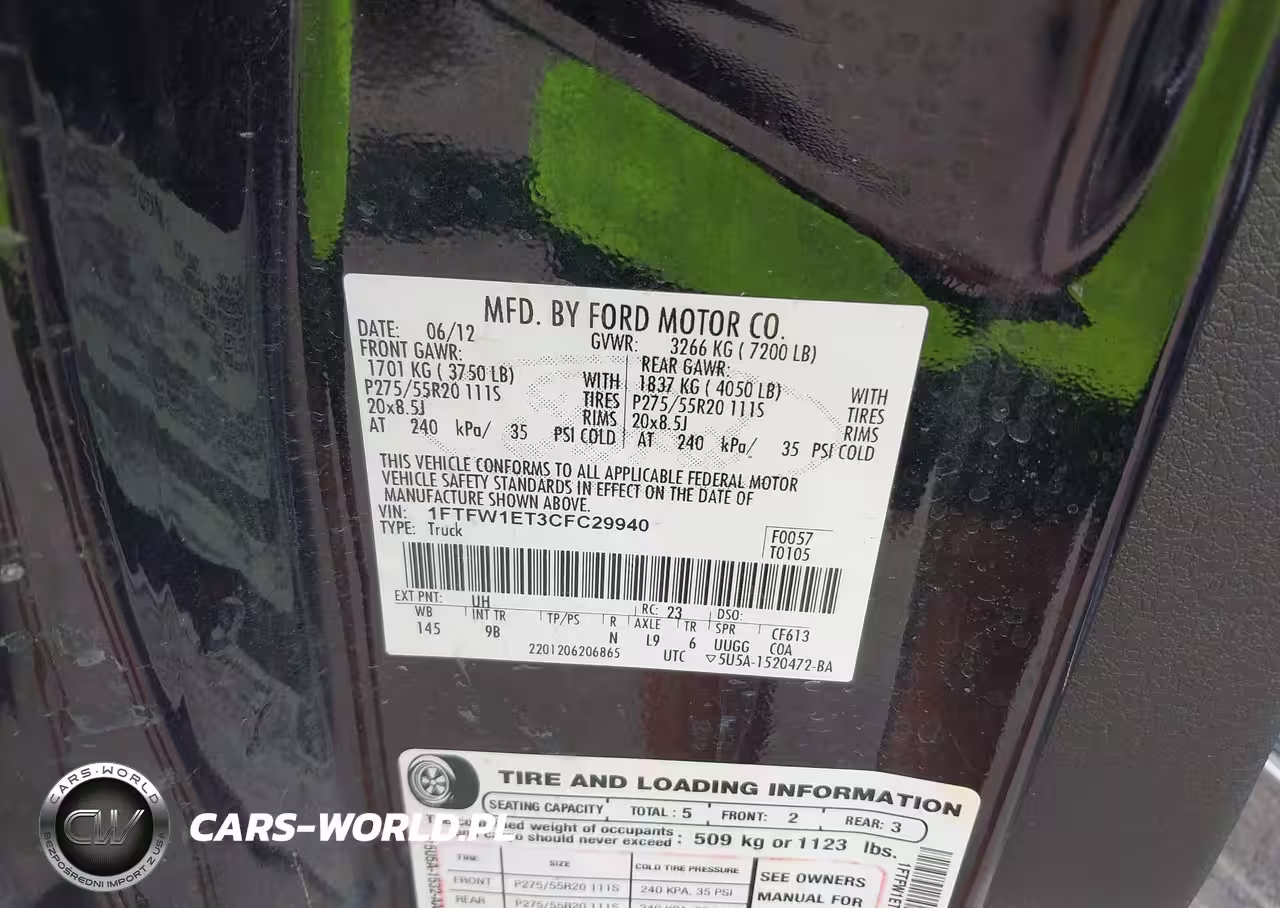 MFD. BY FORD MOTOR CO.
DATE: 06/12 GVWR: 3266 KG ( 7200 LB)
FRONT GAWR: REAR GAWR:
1701 KG ( 3750 LB) WITH 1837 KG ( 4050 LB) WITH
P275/55R20 111S TIRES P275/55R20 111S TIRES
20x8.5J RIMS 20x8.5J RIMS
AT 240 kPa/ 35 PSI COLD AT 240 kPa/ 35 PSI COLD
THIS VEHICLE CONFORMS TO ALL APPLICABLE FEDERAL MOTOR
VEHICLE SAFETY STANDARDS IN EFFECT ON THE DATE OF
MANUFACTURE SHOWN ABOVE.
VIN: 1FTFW1ET3CFC29940
TYPE: Truck
F0057
T0105
EXT PNT: UH RC: 23 DSO:
WB INT TR TP/PS R AXLE TR SPR CF613
145 9B N L9 6 UUGG COA
2201206206865 UTC ▽5U5A-1520472-BA
TIRE AND LOADING INFORMATION
SEATING CAPACITY TOTAL : 5 FRONT: 2 REAR: 3
weight of occupants
should never exceed : 509 kg or 1123 lbs.
TIRE SIZE COLD TIRE PRESSURE
FRONT P275/55R20 111S 240 KPA, 35 PSI
REAR P275/55R20 111S
SEE OWNERS
MANUAL FOR
CARS-WORLD
CW
BEZPOŚREDNI IMPORT Z USA
CARS-WORLD.PL